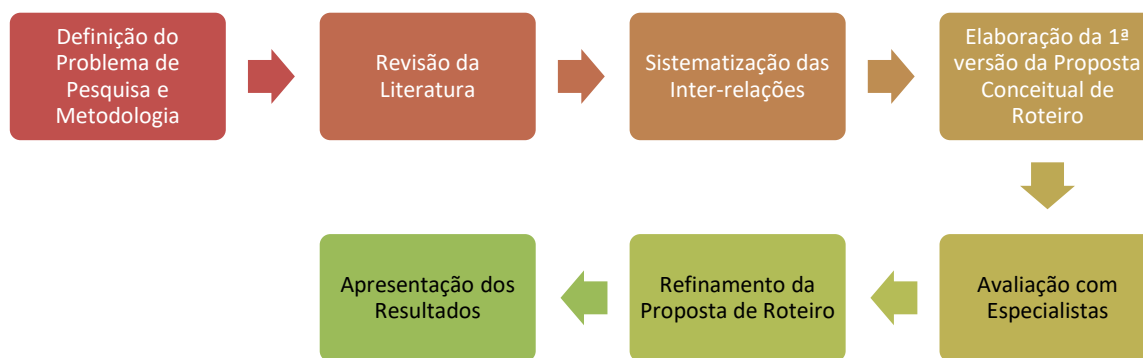 Definição do
Problema de
Pesquisa e
Metodologia
Revisão da
Literatura
Sistematização das
Inter-relações
Elaboração da 1ª
versão da Proposta
Conceitual de
Roteiro
Avaliação com
Especialistas
Refinamento da
Proposta de Roteiro
Apresentação dos
Resultados